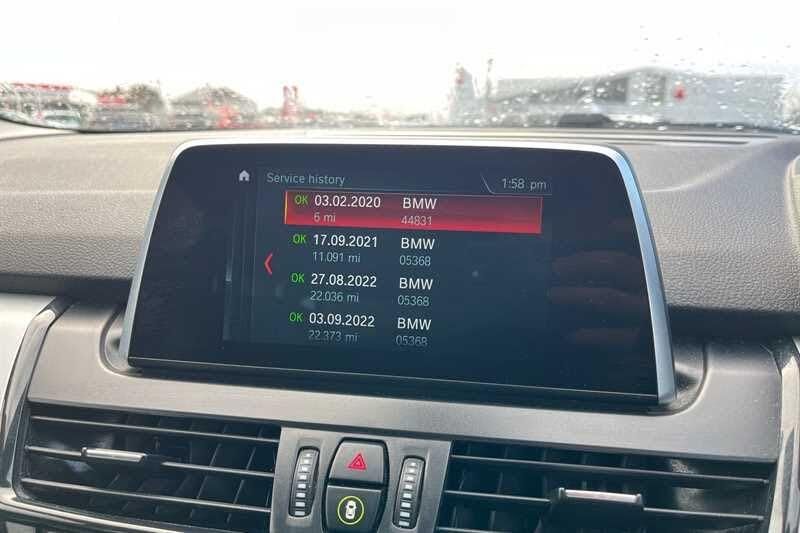 Service history
1:58 pm
OK 03.02.2020 BMW
6 mi 44831
OK 17.09.2021 BMW
11.091 mi 05368
OK 27.08.2022 BMW
22.036 mi 05368
OK 03.09.2022 BMW
22.373 mi 05368